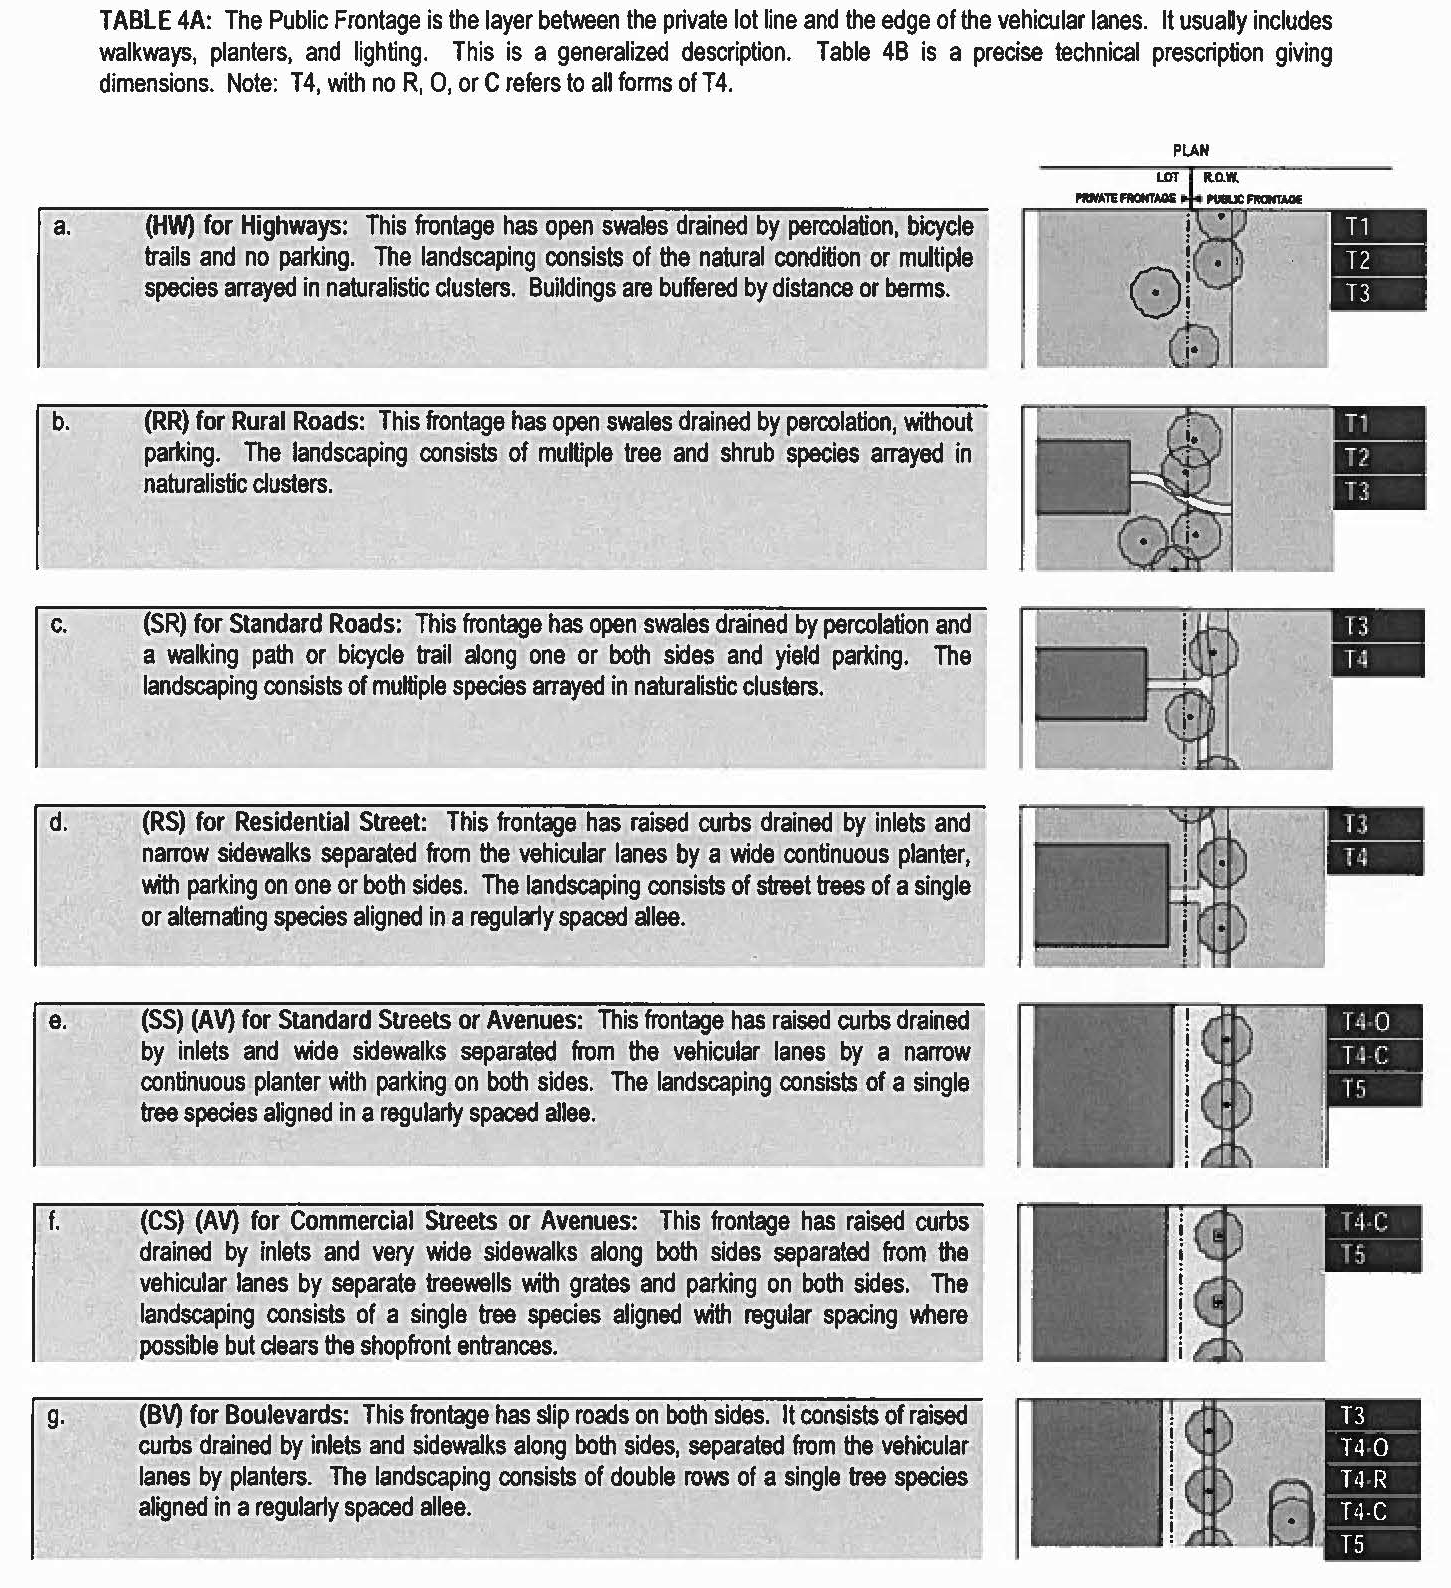 TABLE 4A: The Public Frontage is the layer between the private lot line and the edge of the vehicular lanes. It usually includes
walkways, planters, and lighting. This is a generalized description. Table 4B is a precise technical prescription giving
dimensions. Note: T4, with no R, O, or C refers to all forms of T4.
PLAN
LOT R.O.W.
PRIVATE FRONTAGE PUBLIC FRONTAGE
a. (HW) for Highways: This frontage has open swales drained by percolation, bicycle
trails and no parking. The landscaping consists of the natural condition or multiple
species arrayed in naturalistic clusters. Buildings are buffered by distance or berms.
T1
T2
T3
b. (RR) for Rural Roads: This frontage has open swales drained by percolation, without
parking. The landscaping consists of multiple tree and shrub species arrayed in
naturalistic clusters.
T1
T2
T3
c. (SR) for Standard Roads: This frontage has open swales drained by percolation and
a walking path or bicycle trail along one or both sides and yield parking. The
landscaping consists of multiple species arrayed in naturalistic clusters.
T3
T4
d. (RS) for Residential Street: This frontage has raised curbs drained by inlets and
narrow sidewalks separated from the vehicular lanes by a wide continuous planter,
with parking on one or both sides. The landscaping consists of street trees of a single
or alternating species aligned in a regularly spaced allee.
T3
T4
e. (SS) (AV) for Standard Streets or Avenues: This frontage has raised curbs drained
by inlets and wide sidewalks separated from the vehicular lanes by a narrow
continuous planter with parking on both sides. The landscaping consists of a single
tree species aligned in a regularly spaced allee.
T4-O
T4-C
T5
f. (CS) (AV) for Commercial Streets or Avenues: This frontage has raised curbs
drained by inlets and very wide sidewalks along both sides separated from the
vehicular lanes by separate treewells with grates and parking on both sides. The
landscaping consists of a single tree species aligned with regular spacing where
possible but clears the shopfront entrances.
T4-C
T5
g. (BV) for Boulevards: This frontage has slip roads on both sides. It consists of raised
curbs drained by inlets and sidewalks along both sides, separated from the vehicular
lanes by planters. The landscaping consists of double rows of a single tree species
aligned in a regularly spaced allee.
T3
T4-O
T4-R
T4-C
T5